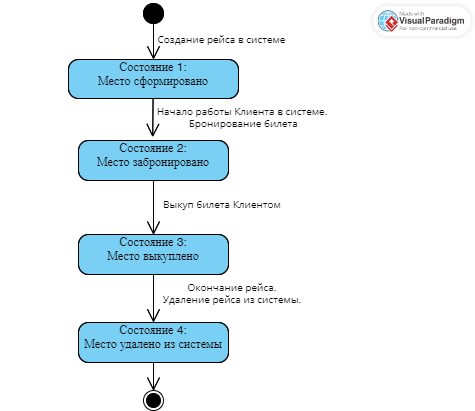 Made with
VisualParadigm
For non-commercial use
Создание рейса в системе
Состояние 1:
Место сформировано
Начало работы Клиента в системе.
Бронирование билета
Состояние 2:
Место забронировано
Выкуп билета Клиентом
Состояние 3:
Место выкуплено
Окончание рейса.
Удаление рейса из системы.
Состояние 4:
Место удалено из системы